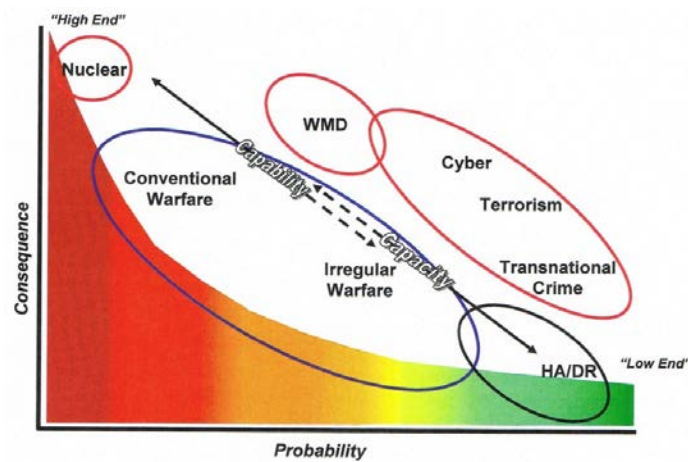 “High End”
Nuclear
WMD
Cyber
Terrorism
Transnational
Crime
Capability
Conventional
Warfare
Capacity
Irregular
Warfare
HA/DR
“Low End”
Consequence
Probability